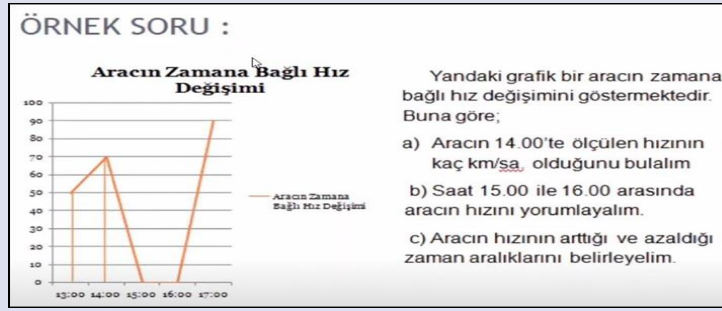 ÖRNEK SORU :
Aracın Zamana Bağlı Hız
Değişimi
100
90
80
70
60
50
40
30
20
10
0
13:00 14:00 15:00 16:00 17:00
Aracın Zamana
Bağlı Hız Değişimi
Yandaki grafik bir aracın zamana
bağlı hız değişimini göstermektedir.
Buna göre;
a) Aracın 14.00'te ölçülen hızının
kaç km/sa. olduğunu bulalım
b) Saat 15.00 ile 16.00 arasında
aracın hızını yorumlayalım.
c) Aracın hızının arttığı ve azaldığı
zaman aralıklarını belirleyelim.